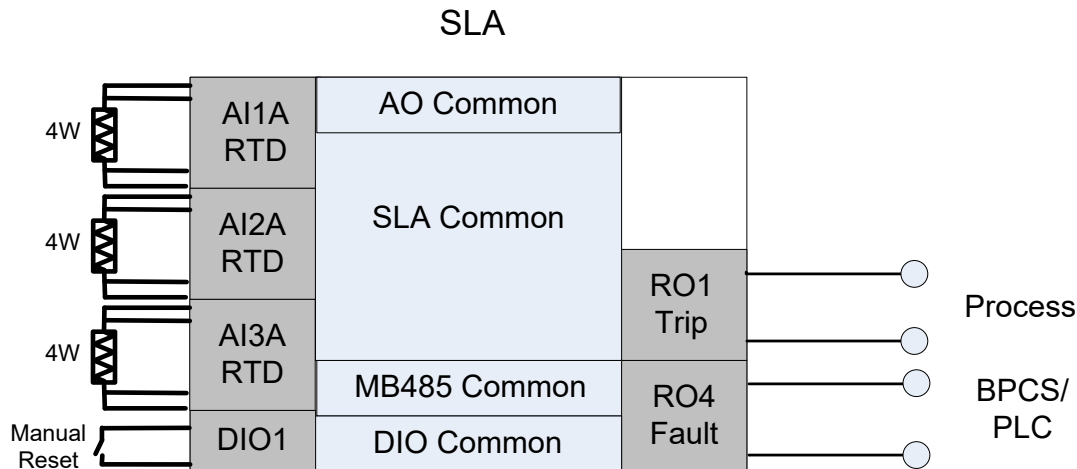 SLA
4W
AI1A
RTD
AO Common
4W
AI2A
RTD
SLA Common
4W
AI3A
RTD
RO1
Trip
Process
MB485 Common
RO4
Fault
BPCS/
PLC
Manual
Reset
DIO1
DIO Common